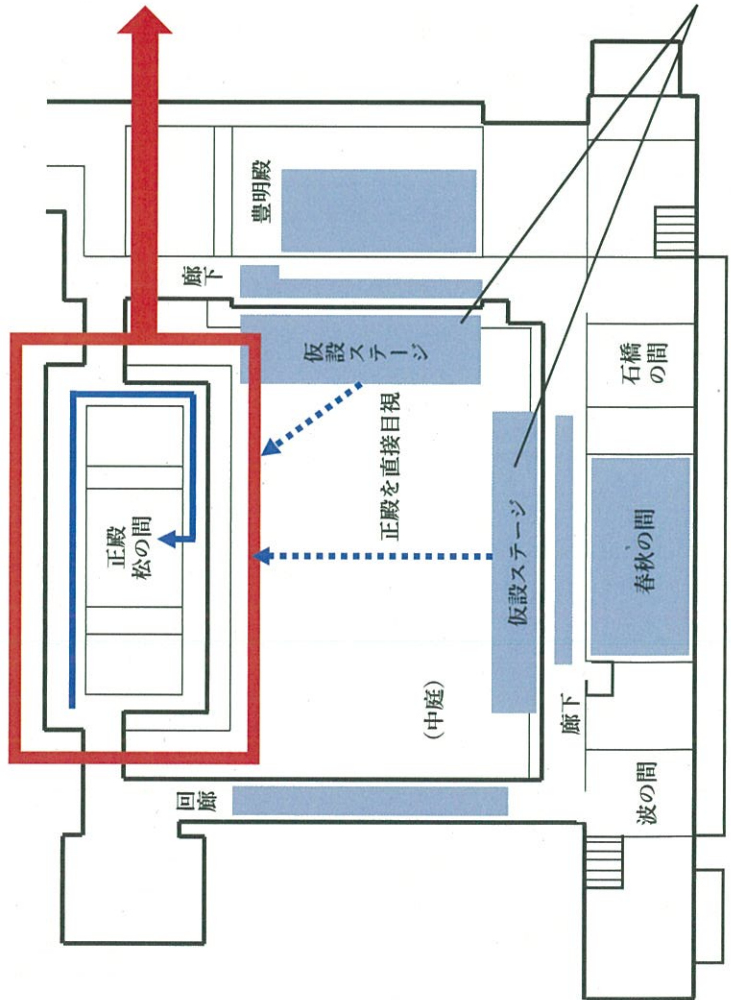 豊明殿
廊下
仮設
ステージ
正殿
松の間
正殿を直接目視
石橋
の間
仮設ステージ
春秋の間
(中庭)
廊下
回廊
波の間